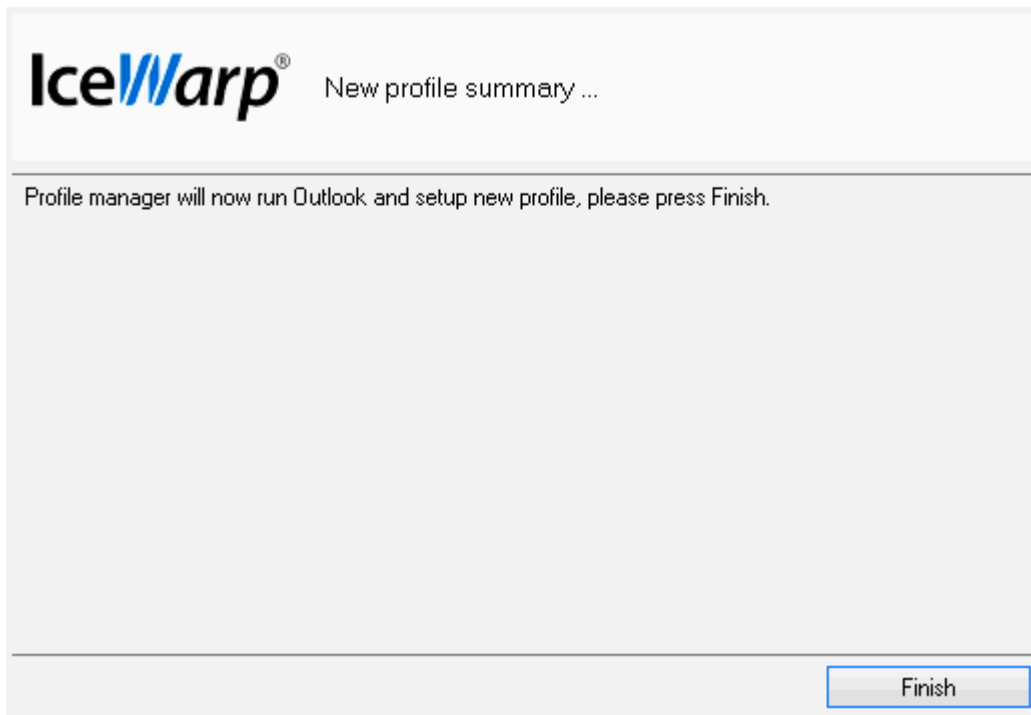 IceWarp®
New profile summary ...
Profile manager will now run Outlook and setup new profile, please press Finish.
Finish